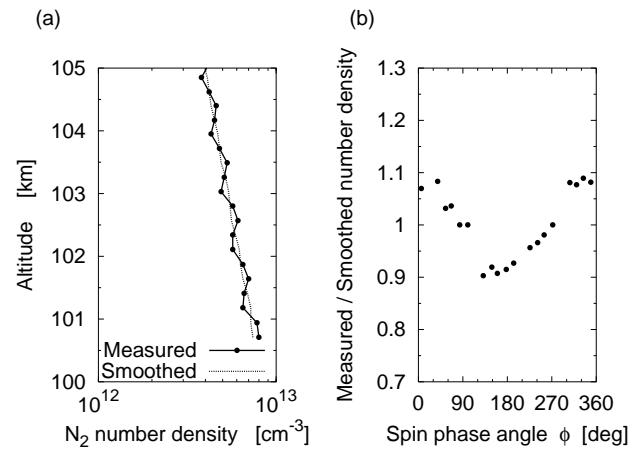 (a)
(b)
105
104
103
102
101
100
Altitude [km]
Measured
Smoothed
10^12
10^13
N2 number density [cm^-3]
1.3
1.2
1.1
1
0.9
0.8
0.7
Measured / Smoothed number density
0 90 180 270 360
Spin phase angle ϕ [deg]